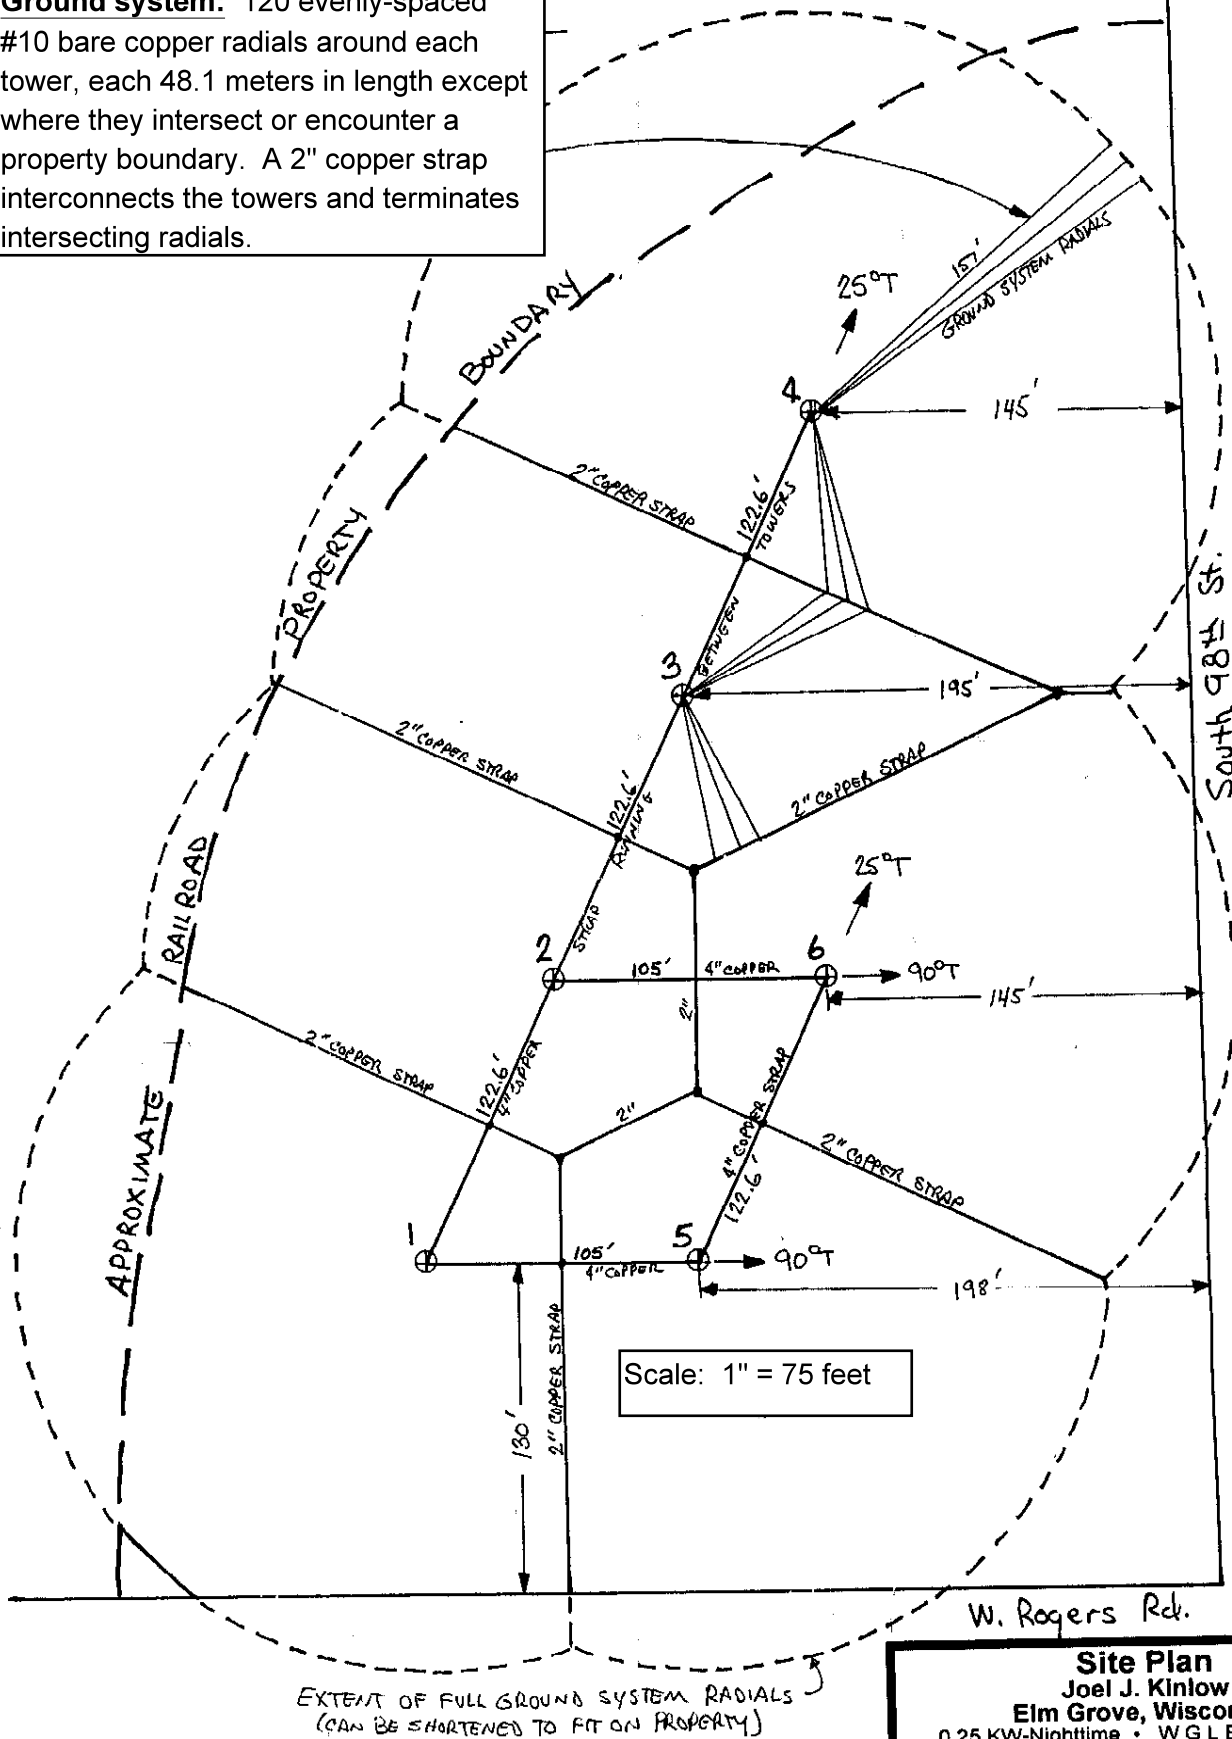 Ground system: 120 evenly-spaced
#10 bare copper radials around each
tower, each 48.1 meters in length except
where they intersect or encounter a
property boundary. A 2" copper strap
interconnects the towers and terminates
intersecting radials.
157'
GROUND SYSTEM RADIALS
25°T
BOUNDARY
4
145'
2" COPPER STRAP
122.6'
TOWERS
PROPERTY
BETWEEN
3
195'
South 98th St.
2" COPPER STRAP
2" COPPER STRAP
122.6'
RUNNING
RAILROAD
25°T
STRAP
2
105'
4" COPPER
6
90°T
145'
2"
2" COPPER STRAP
122.6'
4" COPPER
2"
4" COPPER STRAP
122.6'
2" COPPER STRAP
APPROXIMATE
1
105'
4" COPPER
5
90°T
198'
2" COPPER STRAP
130'
Scale: 1" = 75 feet
W. Rogers Rd.
EXTENT OF FULL GROUND SYSTEM RADIALS
(CAN BE SHORTENED TO FIT ON PROPERTY)
Site Plan
Joel J. Kinlow
Elm Grove, Wiscon
0.25 KW-Nighttime • WGLB